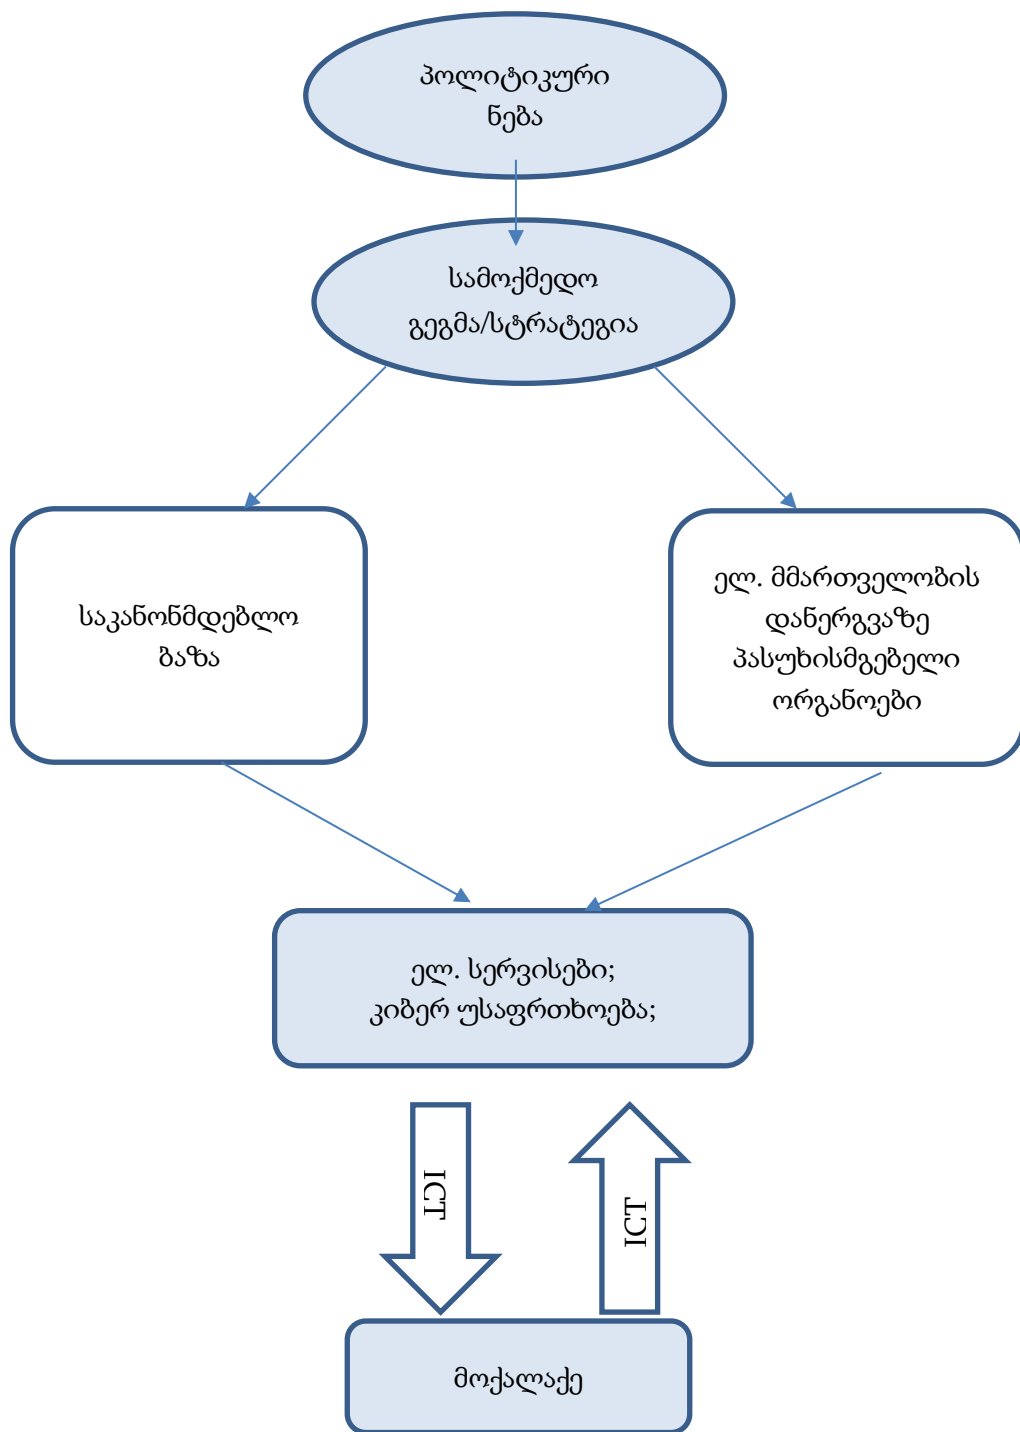 პოლიტიკური
ნება
სამოქმედო
გეგმა/სტრატეგია
საკანონმდებლო
ბაზა
ელ. მმართველობის
დანერგვაზე
პასუხისმგებელი
ორგანოები
ელ. სერვისები;
კიბერ უსაფრთხოება;
ICT
ICT
მოქალაქე